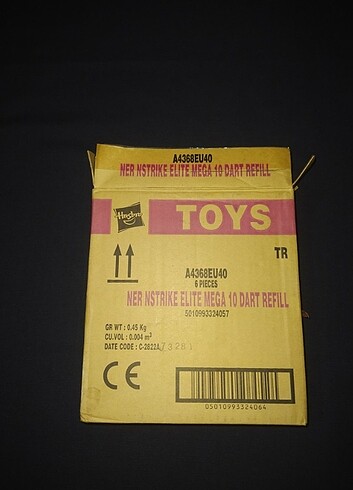 A4368EU40
NER NSTRIKE ELITE MEGA 10 DART REFILL
Hasbro
TOYS
TR
A4368EU40
6 PIECES
NER NSTRIKE ELITE MEGA 10 DART REFILL
5010993324057
GR WT : 0.45 Kg
CU.VOL : 0.004 m³
DATE CODE : C-2822A
CE
05010993324064